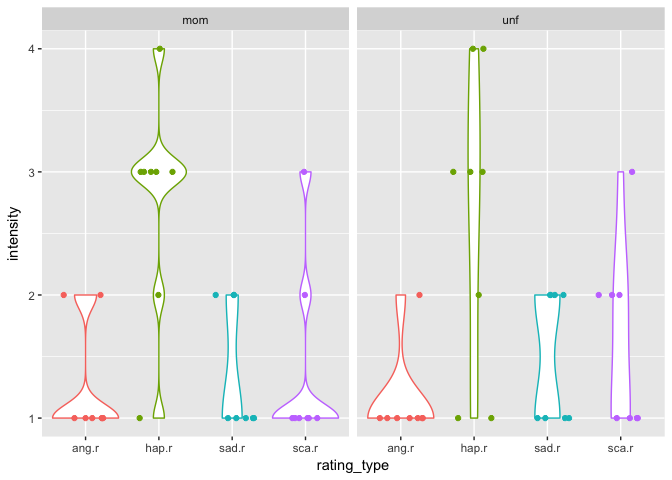 mom unf
intensity
4
3
2
1
ang.r hap.r sad.r sca.r ang.r hap.r sad.r sca.r
rating_type